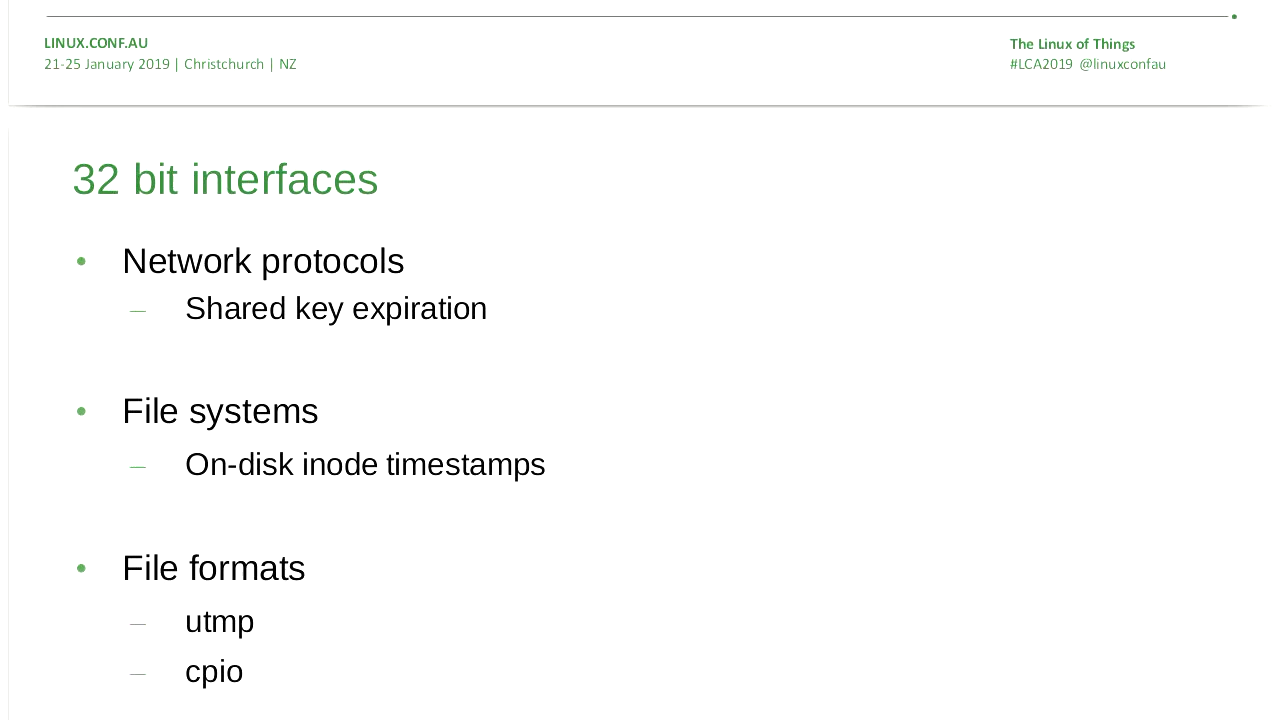 LINUX.CONF.AU
21-25 January 2019 | Christchurch | NZ
The Linux of Things
#LCA2019 @linuxconfau
32 bit interfaces
• Network protocols
– Shared key expiration
• File systems
– On-disk inode timestamps
• File formats
– utmp
– cpio